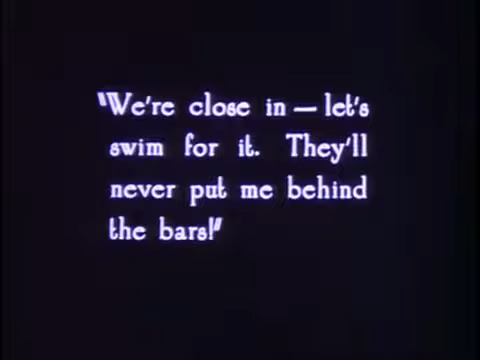 "We're close in — let's
swim for it. They'll
never put me behind
the bars!"